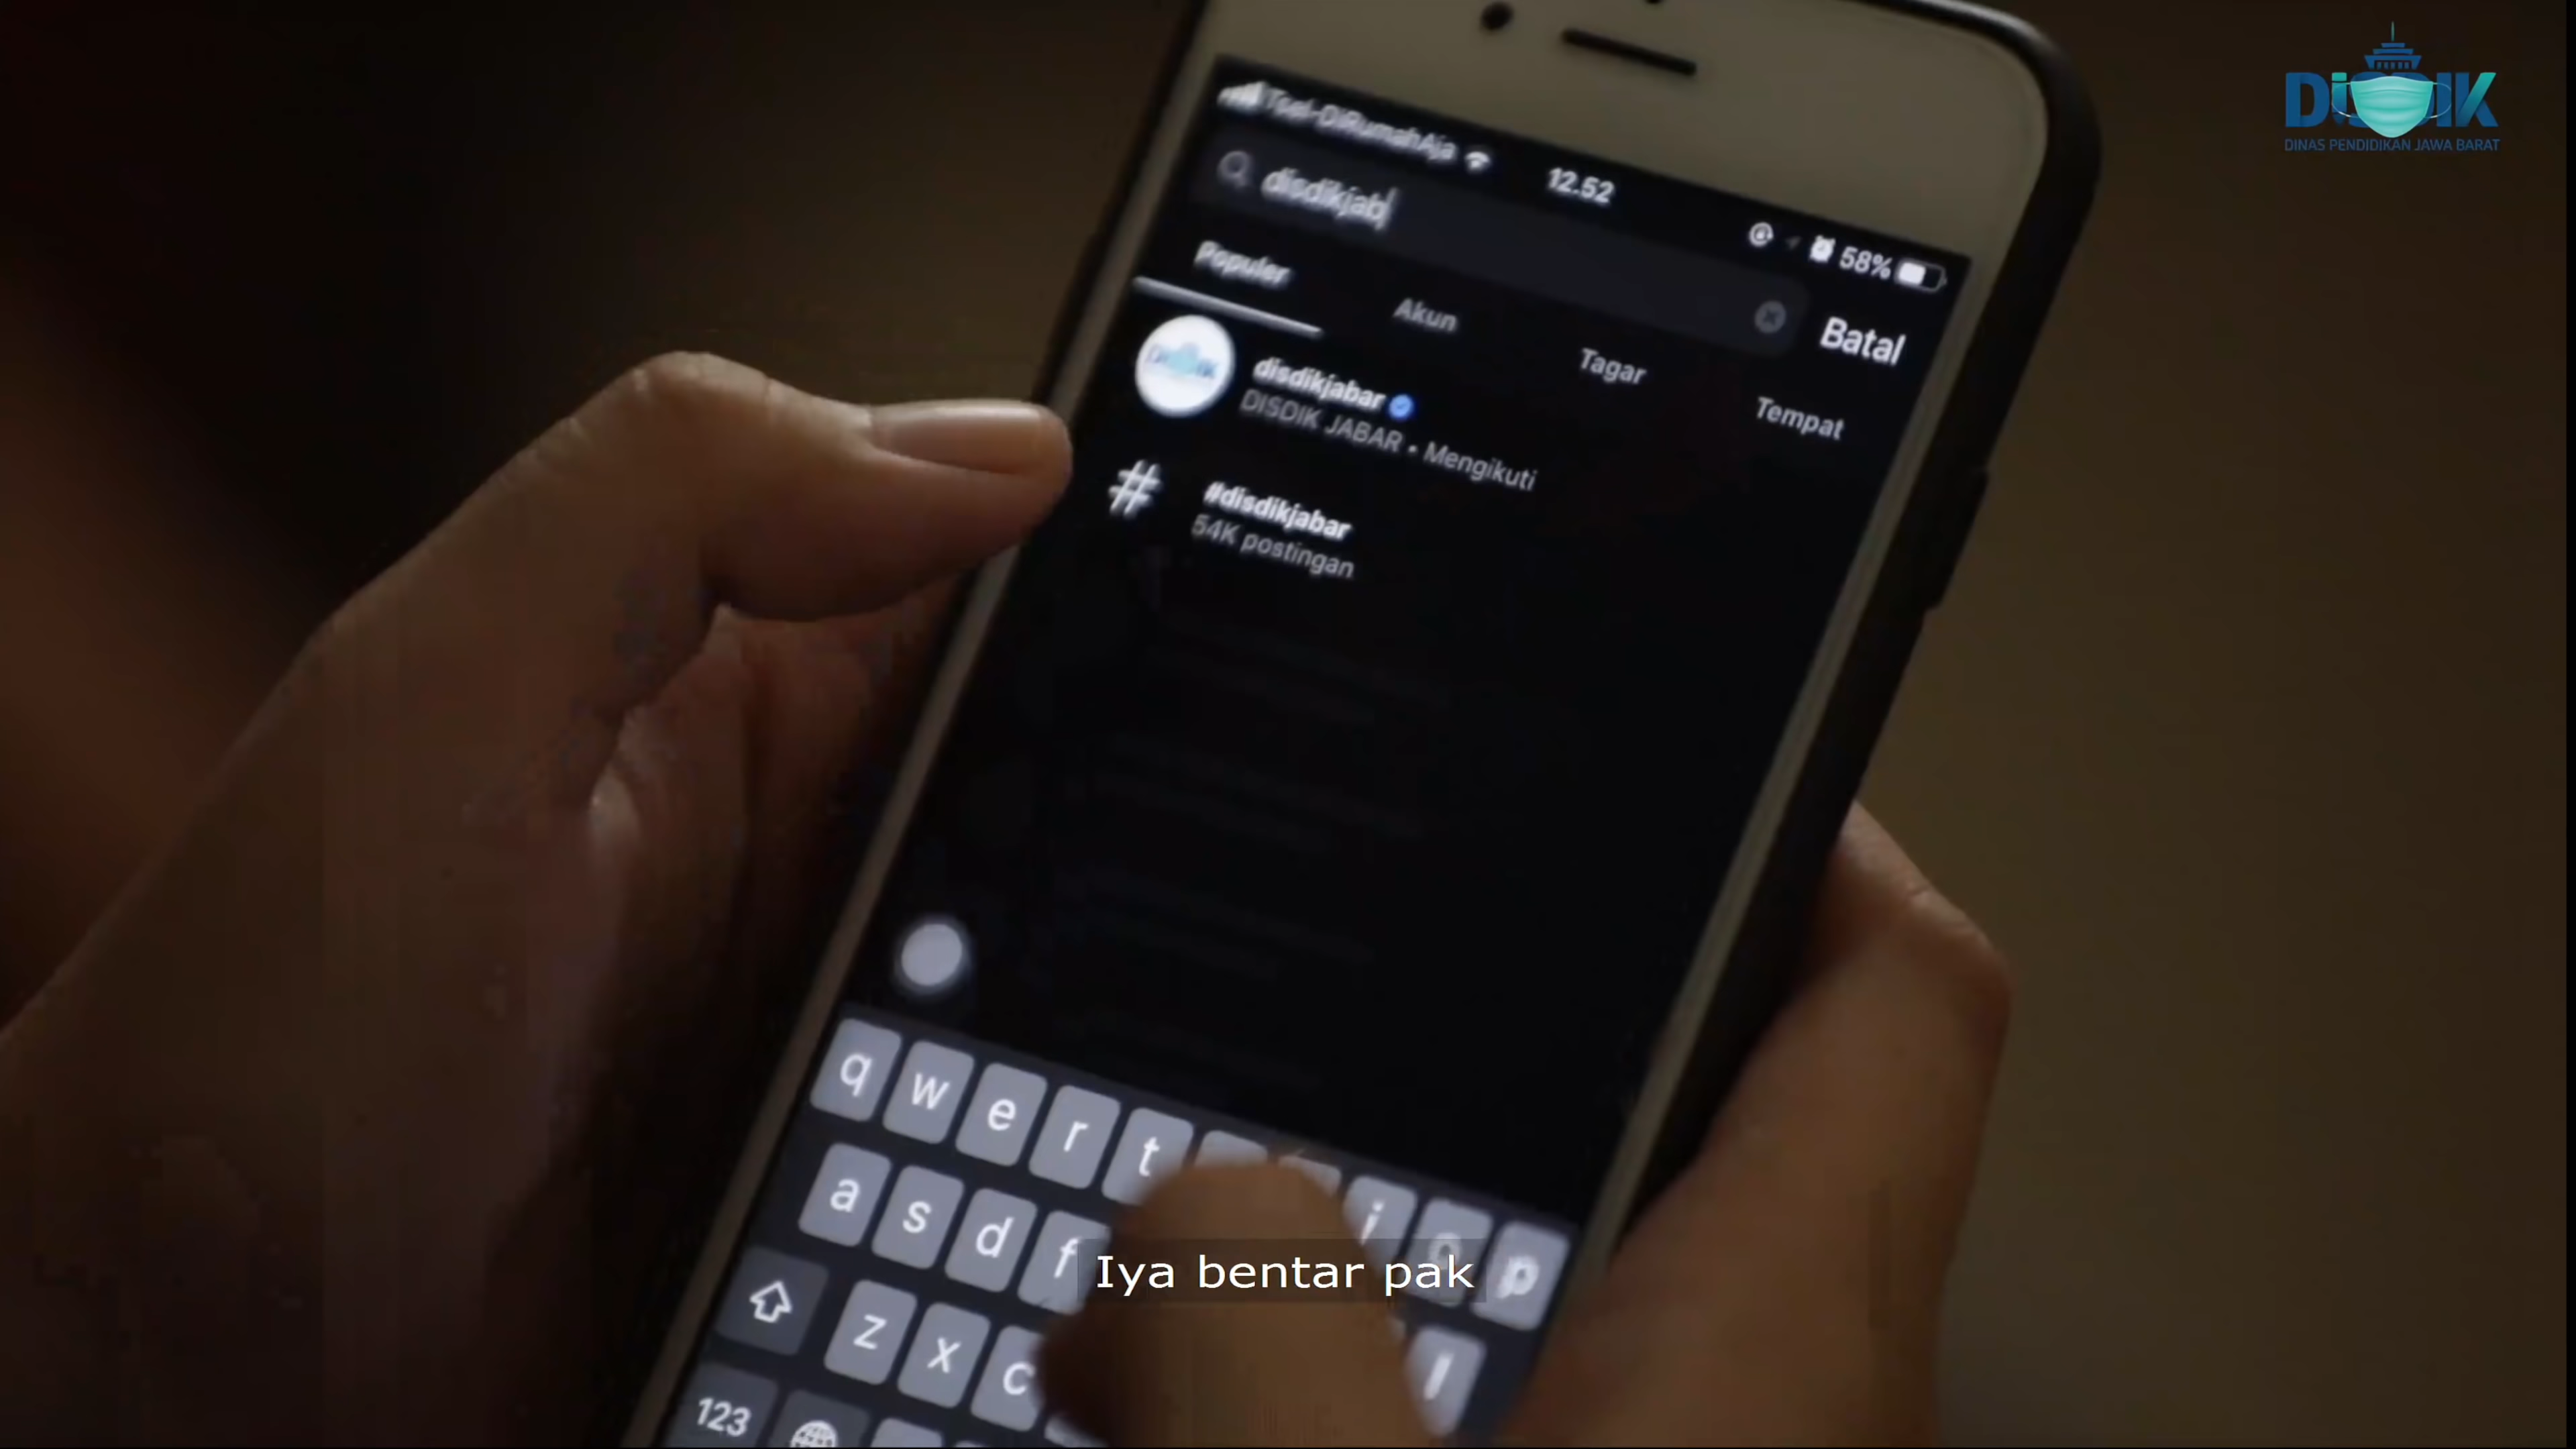 DISDIK
DINAS PENDIDIKAN JAWA BARAT
Tsel-DiRumahAja
12.52
58%
disdikjab
Batal
Populer
Akun
Tagar
Tempat
disdikjabar
DISDIK JABAR • Mengikuti
#
#disdikjabar
54K postingan
q w e r t i o p
a s d f l
z x c
123
Iya bentar pak